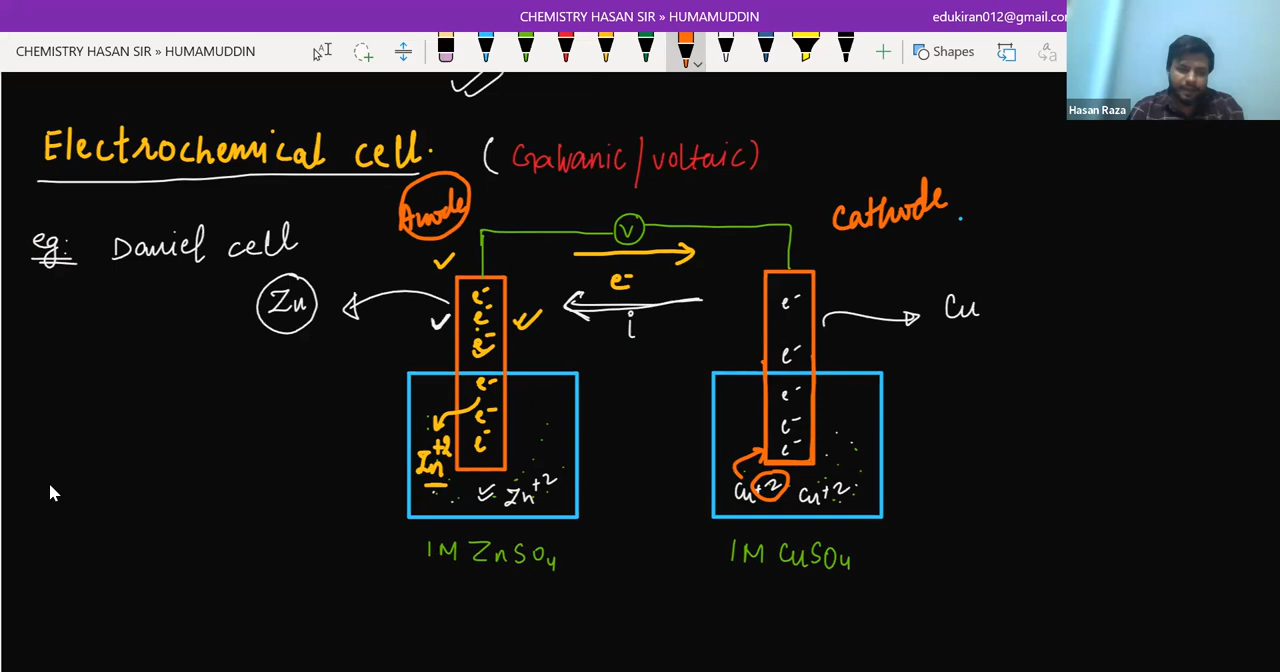 CHEMISTRY HASAN SIR » HUMAMUDDIN
edukiran012@gmail.co
CHEMISTRY HASAN SIR » HUMAMUDDIN
Shapes
Hasan Raza
Electrochemical cell. (Galvanic/voltaic)
Anode
Cathode
V
eg: Daniel cell
e-
i
Zn
Cu
e- e- e- e- e- e-
e- e- e- e- e-
Zn+2
Zn+2
Cu+2 Cu+2
1M ZnSO4
1M CuSO4